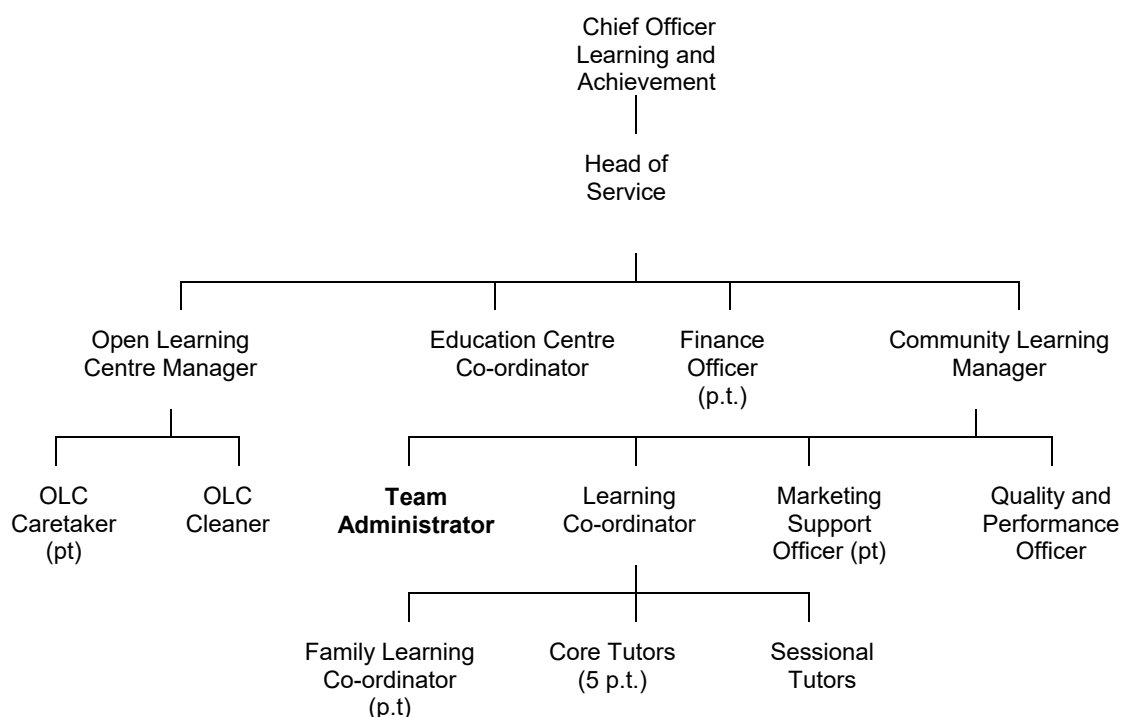 Chief Officer
Learning and
Achievement
Head of
Service
Open Learning
Centre Manager
Education Centre
Co-ordinator
Finance
Officer
(p.t.)
Community Learning
Manager
OLC
Caretaker
(pt)
OLC
Cleaner
Team
Administrator
Learning
Co-ordinator
Marketing
Support
Officer (pt)
Quality and
Performance
Officer
Family Learning
Co-ordinator
(p.t)
Core Tutors
(5 p.t.)
Sessional
Tutors